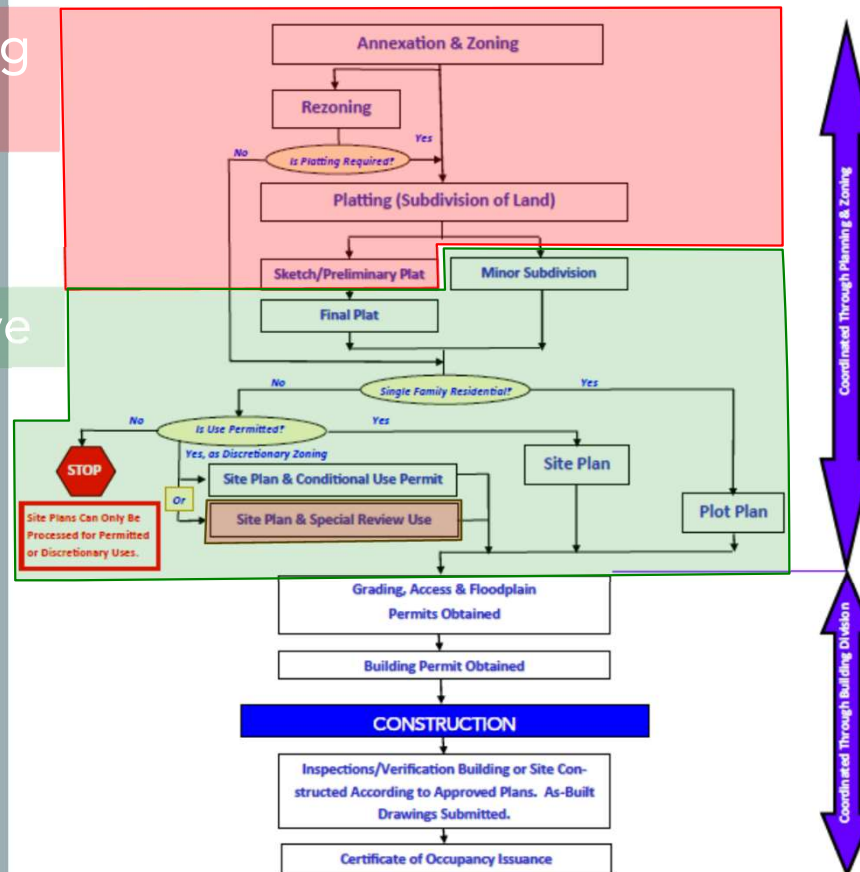 g
Annexation & Zoning
Rezoning
Yes
No
Is Platting Required?
Platting (Subdivision of Land)
Sketch/Preliminary Plat
Minor Subdivision
Final Plat
ve
No
Single Family Residential?
Yes
No
Is Use Permitted?
Yes
Yes, as Discretionary Zoning
STOP
Site Plan & Conditional Use Permit
Site Plan
Or
Site Plan & Special Review Use
Plot Plan
Site Plans Can Only Be
Processed for Permitted
or Discretionary Uses.
Grading, Access & Floodplain
Permits Obtained
Building Permit Obtained
CONSTRUCTION
Inspections/Verification Building or Site Con-
structed According to Approved Plans. As-Built
Drawings Submitted.
Certificate of Occupancy Issuance
Coordinated Through Planning & Zoning
Coordinated Through Building Division